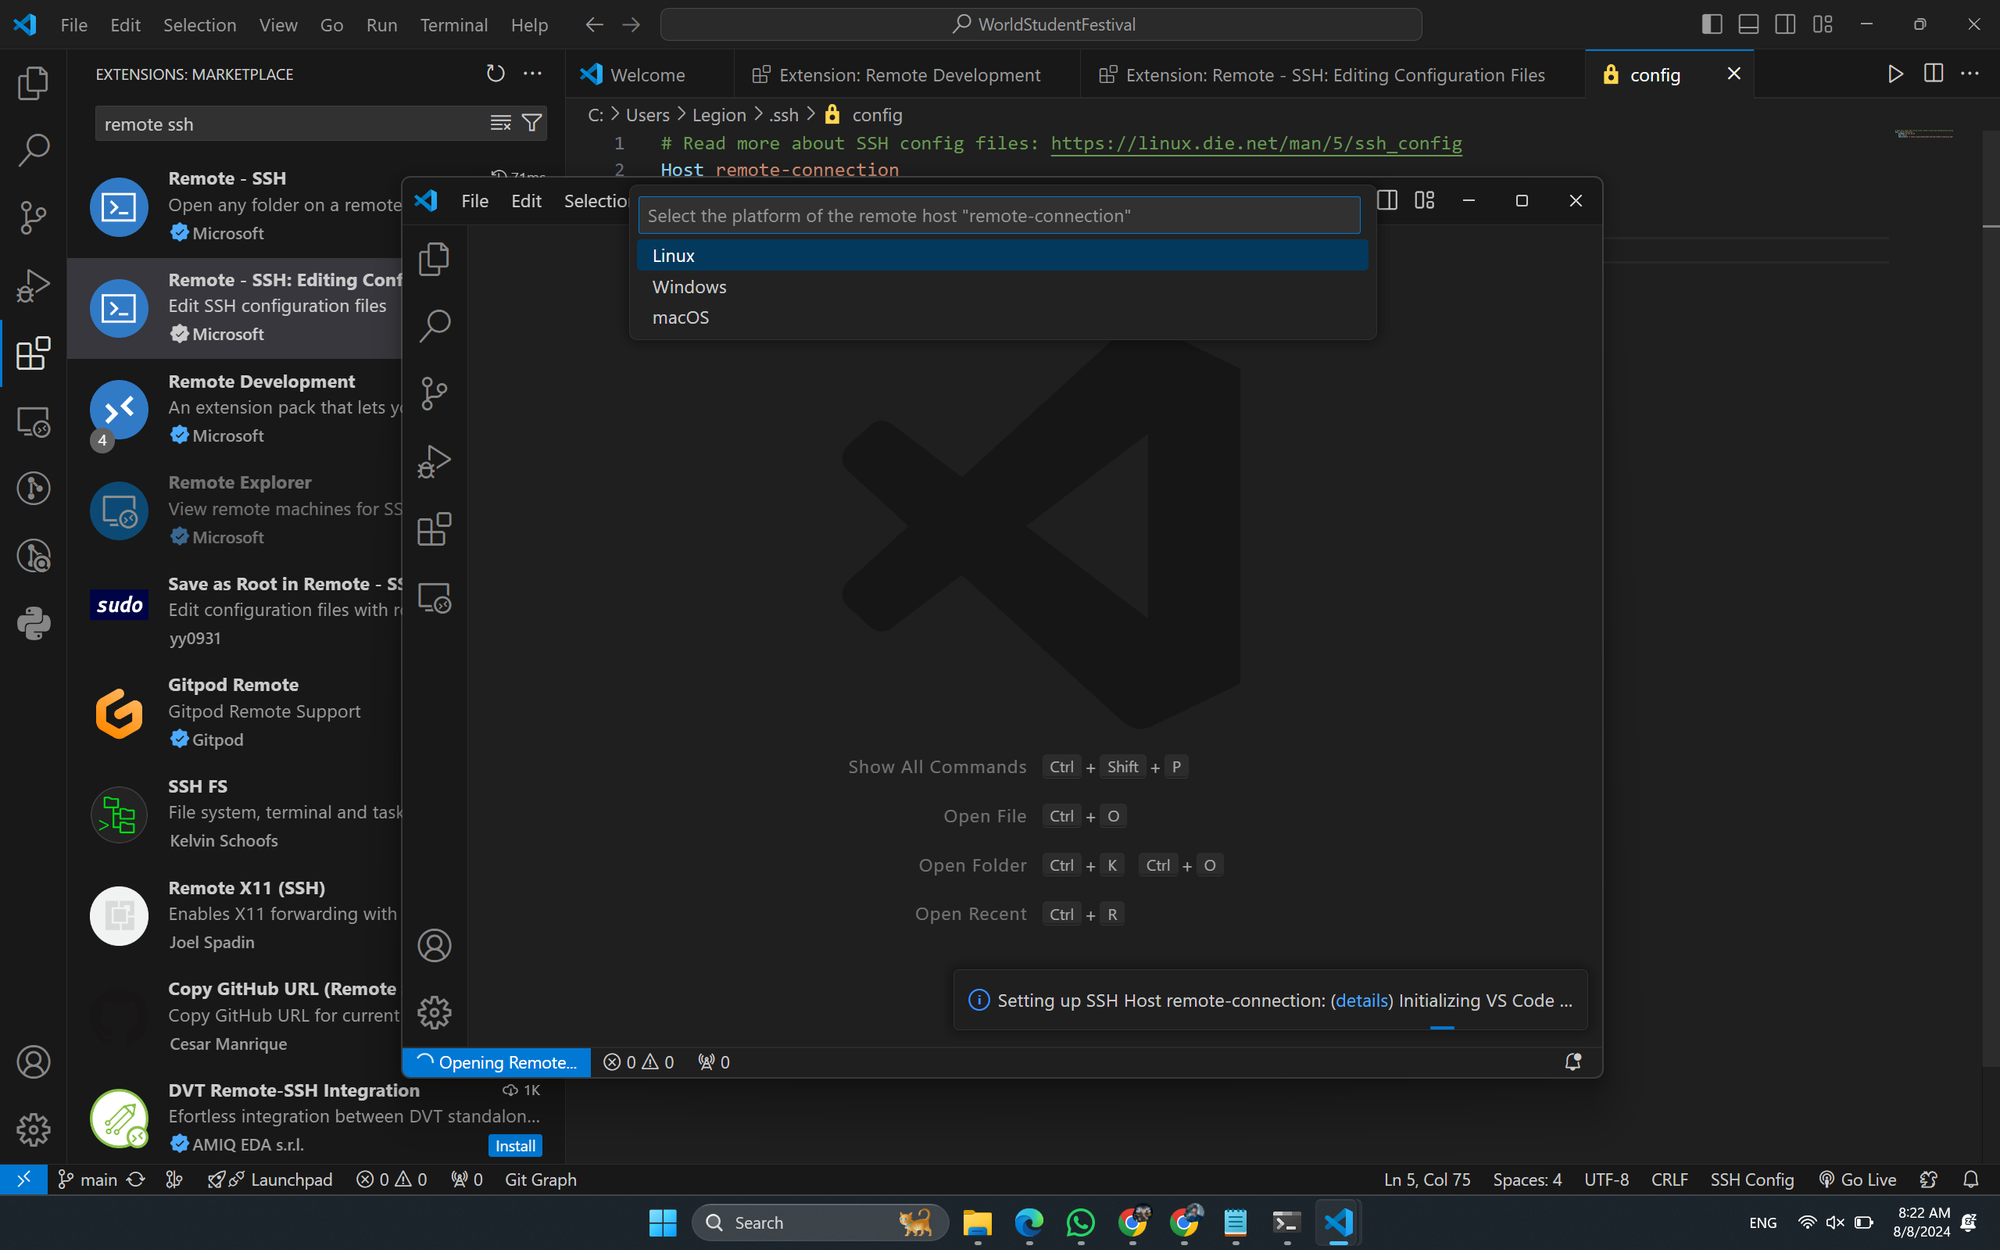 File Edit Selection View Go Run Terminal Help
WorldStudentFestival
EXTENSIONS: MARKETPLACE
Welcome
Extension: Remote Development
Extension: Remote - SSH: Editing Configuration Files
config
remote ssh
C: > Users > Legion > .ssh > config
1 # Read more about SSH config files: https://linux.die.net/man/5/ssh_config
2 Host remote-connection
Remote - SSH
71ms
Open any folder on a remote
Microsoft
Remote - SSH: Editing Conf
Edit SSH configuration files
Microsoft
Remote Development
An extension pack that lets yo
Microsoft
4
Remote Explorer
View remote machines for SS
Microsoft
Save as Root in Remote - SS
sudo
Edit configuration files with r
yy0931
Gitpod Remote
Gitpod Remote Support
Gitpod
SSH FS
File system, terminal and task
Kelvin Schoofs
Remote X11 (SSH)
Enables X11 forwarding with
Joel Spadin
Copy GitHub URL (Remote
Copy GitHub URL for current
Cesar Manrique
DVT Remote-SSH Integration
1K
Efortless integration between DVT standalon...
AMIQ EDA s.r.l.
Install
File Edit Selectio
Select the platform of the remote host "remote-connection"
Linux
Windows
macOS
Show All Commands Ctrl + Shift + P
Open File Ctrl + O
Open Folder Ctrl + K Ctrl + O
Open Recent Ctrl + R
Setting up SSH Host remote-connection: (details) Initializing VS Code ...
Opening Remote... 0 0 0
main Launchpad 0 0 0 Git Graph
Ln 5, Col 75 Spaces: 4 UTF-8 CRLF SSH Config Go Live
Search
ENG
8:22 AM
8/8/2024